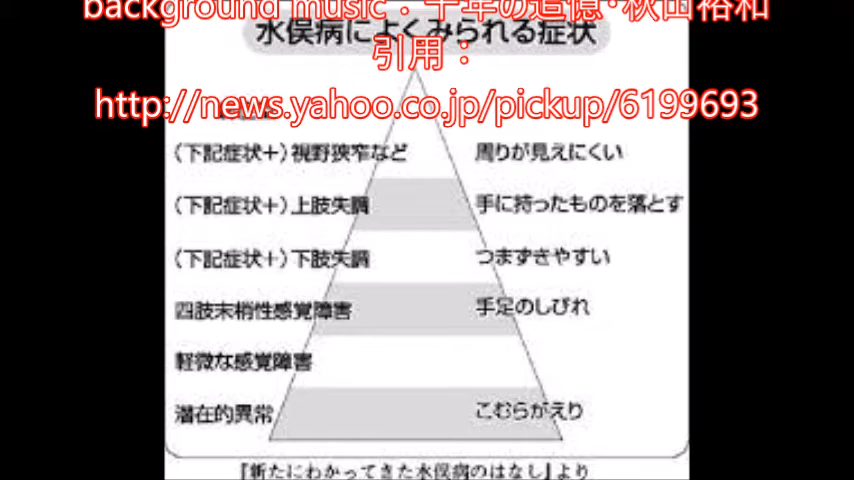 background music：千年の追憶･秋田裕和
水俣病によくみられる症状
引用：
http://news.yahoo.co.jp/pickup/6199693
（下記症状＋）視野狭窄など 周りが見えにくい
（下記症状＋）上肢失調 手に持ったものを落とす
（下記症状＋）下肢失調 つまずきやすい
四肢末梢性感覚障害 手足のしびれ
軽微な感覚障害
潜在的異常 こむらがえり
『新たにわかってきた水俣病のはなし』より